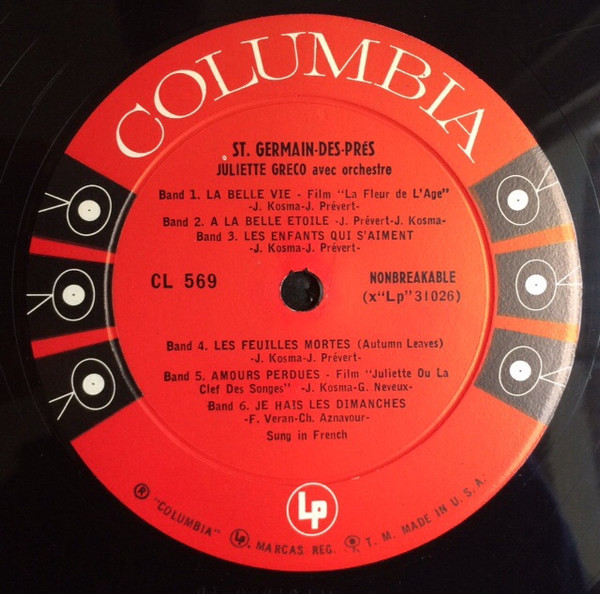 COLUMBIA
ST. GERMAIN-DES-PRéS
JULIETTE GRECO avec orchestre
Band 1. LA BELLE VIE - Film "La Fleur de L'Age"
-J. Kosma-J. Prévert-
Band 2. A LA BELLE ETOILE -J. Prévert-J. Kosma-
Band 3. LES ENFANTS QUI S'AIMENT
-J. Kosma-J. Prévert-
CL 569
NONBREAKABLE
(x"Lp"31026)
Band 4. LES FEUILLES MORTES (Autumn Leaves)
-J. Kosma-J. Prévert-
Band 5. AMOURS PERDUES - Film "Juliette Ou La
Clef Des Songes" -J. Kosma-G. Neveux-
Band 6. JE HAIS LES DIMANCHES
-F. Veran-Ch. Aznavour-
Sung in French
Lp
® "COLUMBIA" Lp, MARCAS REG. T. M. MADE IN U.S.A.